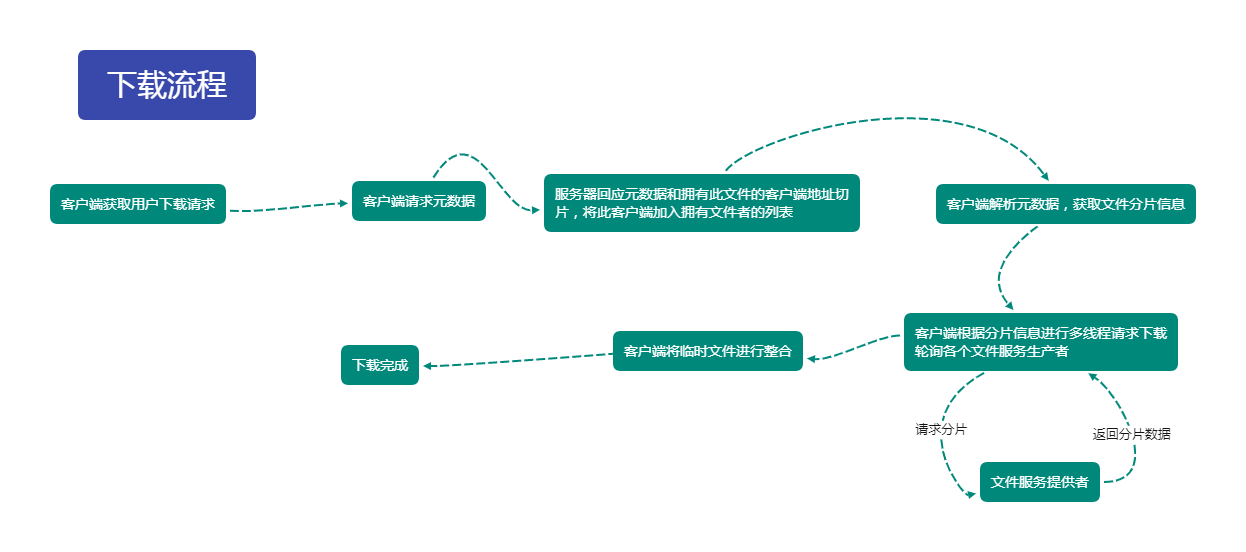 下载流程
客户端获取用户下载请求
客户端请求元数据
服务器回应元数据和拥有此文件的客户端地址切
片，将此客户端加入拥有文件者的列表
客户端解析元数据，获取文件分片信息
客户端根据分片信息进行多线程请求下载
轮询各个文件服务生产者
请求分片
返回分片数据
文件服务提供者
客户端将临时文件进行整合
下载完成